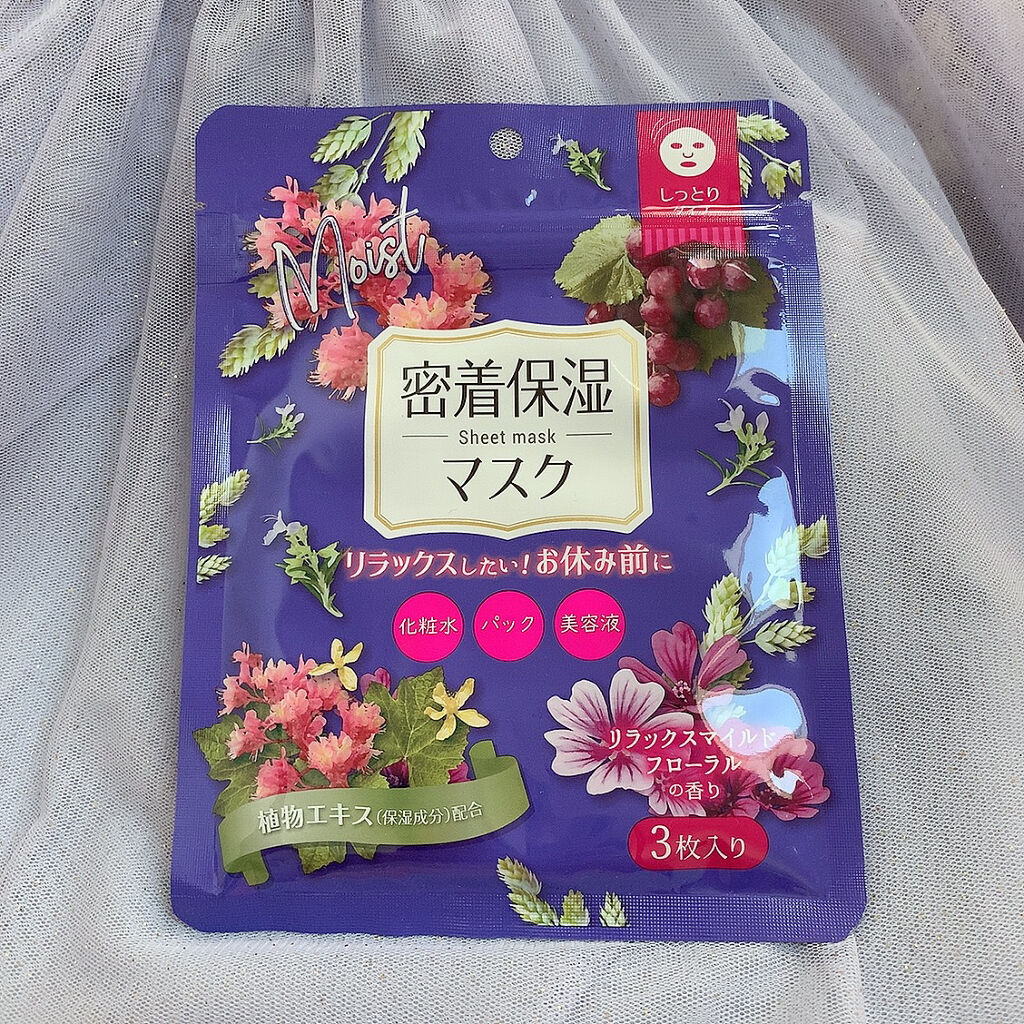 しっとり
タイプ
Moist
密着保湿
Sheet mask
マスク
リラックスしたい!お休み前に
化粧水 パック 美容液
リラックスマイルド
フローラル
の香り
植物エキス(保湿成分)配合
3枚入り